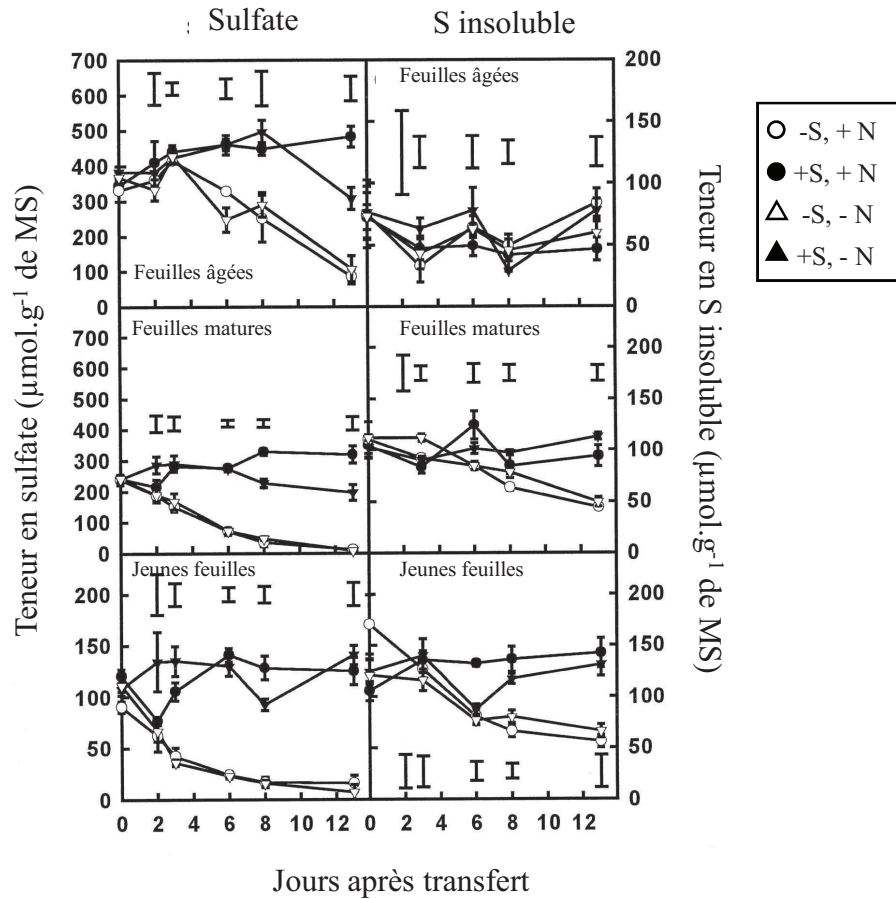 Sulfate
S insoluble
Teneur en sulfate (µmol.g-1 de MS)
700
600
500
400
300
200
100
0
Feuilles âgées
Feuilles âgées
200
150
100
50
0
-S, + N
+S, + N
-S, - N
+S, - N
Teneur en S insoluble (µmol.g-1 de MS)
700
600
500
400
300
200
100
0
Feuilles matures
Feuilles matures
200
150
100
50
0
200
150
100
50
0
Jeunes feuilles
Jeunes feuilles
200
150
100
50
0
0 2 4 6 8 10 12
0 2 4 6 8 10 12 14
Jours après transfert